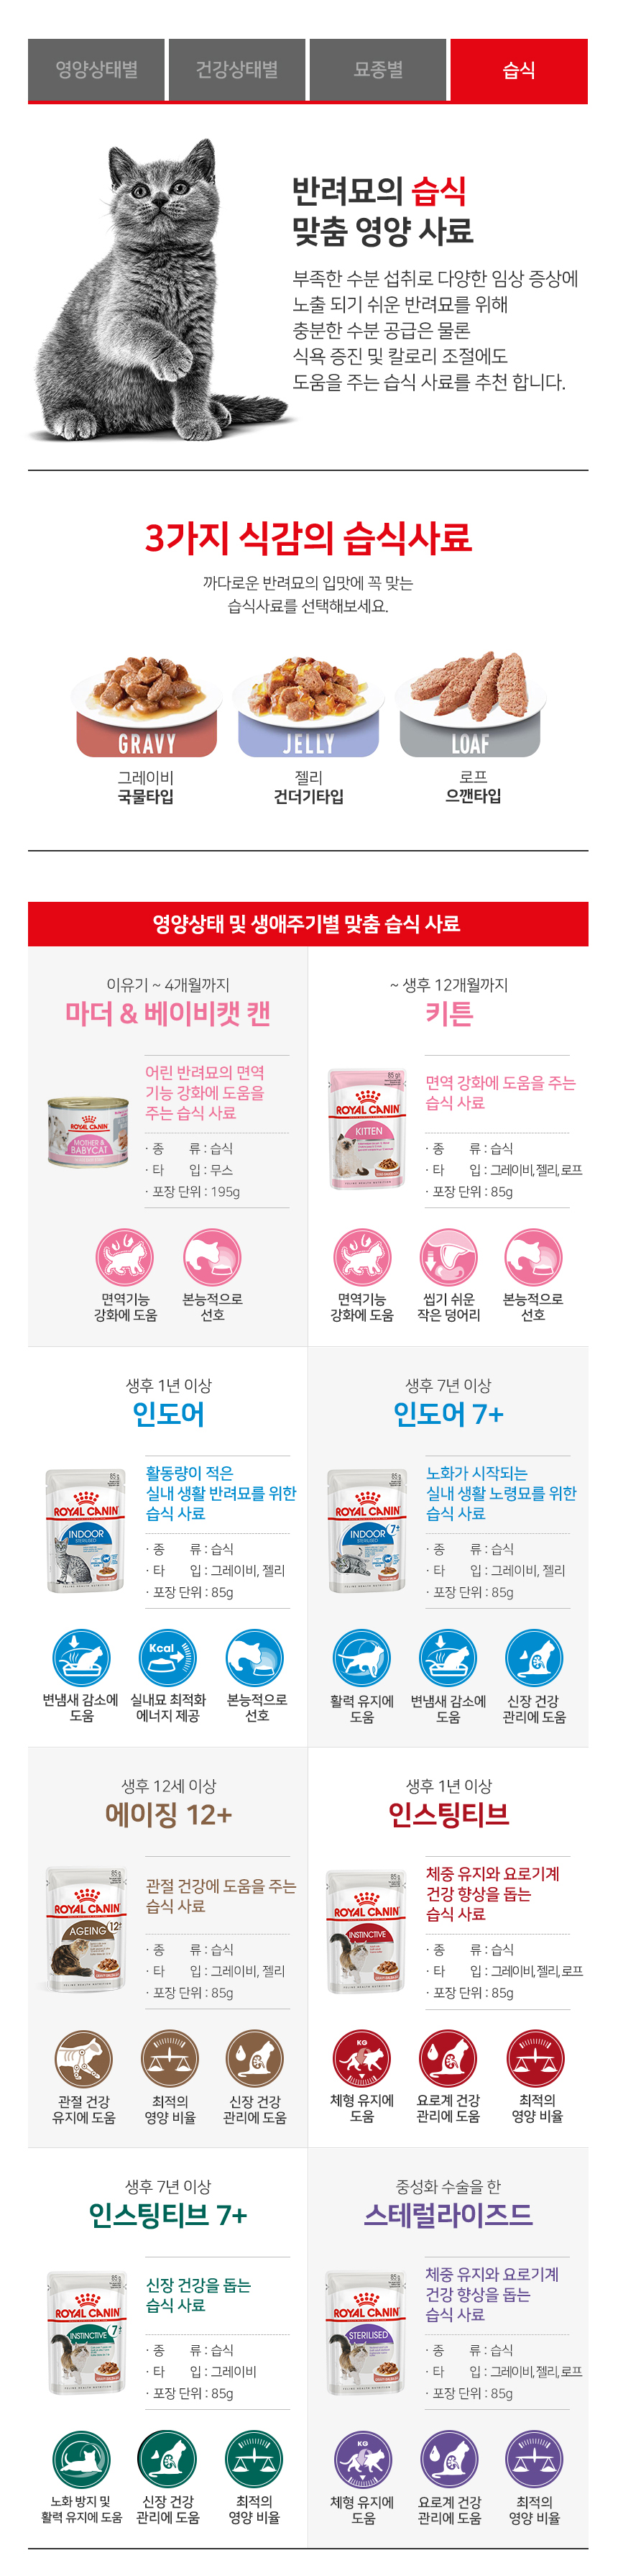 영양상태별
건강상태별
묘종별
습식
반려묘의 습식
맞춤 영양 사료
부족한 수분 섭취로 다양한 임상 증상에
노출 되기 쉬운 반려묘를 위해
충분한 수분 공급은 물론
식욕 증진 및 칼로리 조절에도
도움을 주는 습식 사료를 추천 합니다.
3가지 식감의 습식사료
까다로운 반려묘의 입맛에 꼭 맞는
습식사료를 선택해보세요.
GRAVY
JELLY
LOAF
그레이비
국물타입
젤리
건더기타입
로프
으깬타입
영양상태 및 생애주기별 맞춤 습식 사료
이유기 ~ 4개월까지
마더 & 베이비캣 캔
ROYAL CANIN
MOTHER &
BABYCAT
어린 반려묘의 면역
기능 강화에 도움을
주는 습식 사료
· 종 류 : 습식
· 타 입 : 무스
· 포장 단위 : 195g
면역기능
강화에 도움
본능적으로
선호
~ 생후 12개월까지
키튼
85 g
ROYAL CANIN
KITTEN
면역 강화에 도움을 주는
습식 사료
· 종 류 : 습식
· 타 입 : 그레이비,젤리,로프
· 포장 단위 : 85g
면역기능
강화에 도움
씹기 쉬운
작은 덩어리
본능적으로
선호
생후 1년 이상
인도어
85 g
ROYAL CANIN
INDOOR
STERILISED
활동량이 적은
실내 생활 반려묘를 위한
습식 사료
· 종 류 : 습식
· 타 입 : 그레이비, 젤리
· 포장 단위 : 85g
Kcal
변냄새 감소에
도움
실내묘 최적화
에너지 제공
본능적으로
선호
생후 7년 이상
인도어 7+
85 g
ROYAL CANIN
INDOOR 7+
STERILISED
노화가 시작되는
실내 생활 노령묘를 위한
습식 사료
· 종 류 : 습식
· 타 입 : 그레이비, 젤리
· 포장 단위 : 85g
활력 유지에
도움
변냄새 감소에
도움
신장 건강
관리에 도움
생후 12세 이상
에이징 12+
85 g
ROYAL CANIN
AGEING 12+
관절 건강에 도움을 주는
습식 사료
· 종 류 : 습식
· 타 입 : 그레이비, 젤리
· 포장 단위 : 85g
관절 건강
유지에 도움
최적의
영양 비율
신장 건강
관리에 도움
생후 1년 이상
인스팅티브
85 g
ROYAL CANIN
INSTINCTIVE
체중 유지와 요로기계
건강 향상을 돕는
습식 사료
· 종 류 : 습식
· 타 입 : 그레이비,젤리,로프
· 포장 단위 : 85g
KG
체형 유지에
도움
요로계 건강
관리에 도움
최적의
영양 비율
생후 7년 이상
인스팅티브 7+
85 g
ROYAL CANIN
INSTINCTIVE 7+
신장 건강을 돕는
습식 사료
· 종 류 : 습식
· 타 입 : 그레이비
· 포장 단위 : 85g
노화 방지 및
활력 유지에 도움
신장 건강
관리에 도움
최적의
영양 비율
중성화 수술을 한
스테럴라이즈드
85 g
ROYAL CANIN
STERILISED
체중 유지와 요로기계
건강 향상을 돕는
습식 사료
· 종 류 : 습식
· 타 입 : 그레이비,젤리,로프
· 포장 단위 : 85g
KG
체형 유지에
도움
요로계 건강
관리에 도움
최적의
영양 비율